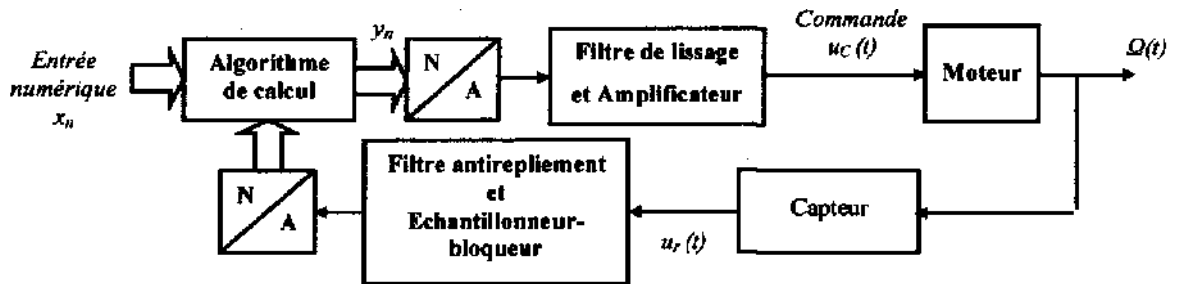 Entrée
numérique
xn
Algorithme
de calcul
yn
N
A
Filtre de lissage
et Amplificateur
Commande
uC (t)
Moteur
Ω(t)
N
A
Filtre antirepliement
et
Echantillonneur-
bloqueur
ur (t)
Capteur